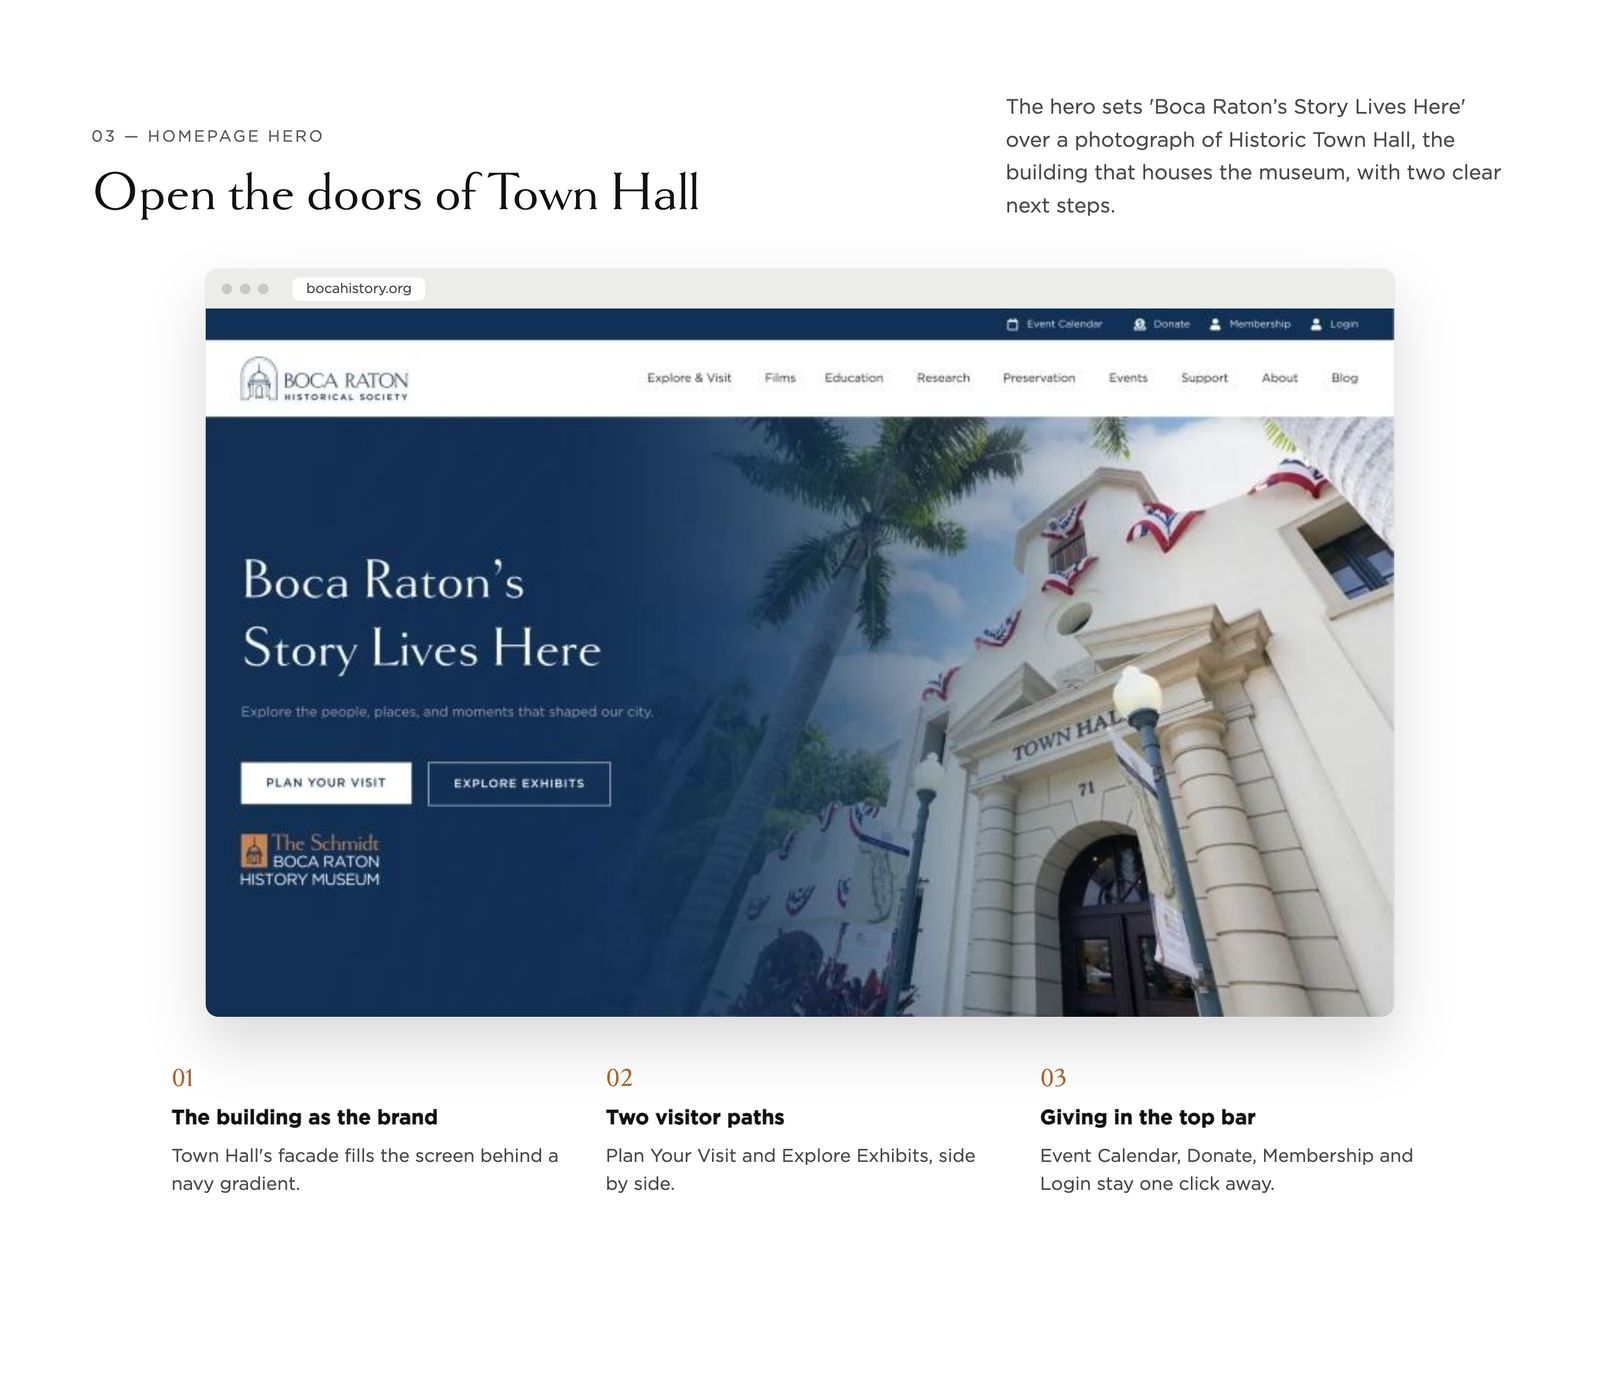 03 — HOMEPAGE HERO
Open the doors of Town Hall
The hero sets 'Boca Raton’s Story Lives Here'
over a photograph of Historic Town Hall, the
building that houses the museum, with two clear
next steps.
bocahistory.org
Event Calendar Donate Membership Login
BOCA RATON
HISTORICAL SOCIETY
Explore & Visit Films Education Research Preservation Events Support About Blog
Boca Raton’s
Story Lives Here
Explore the people, places, and moments that shaped our city.
PLAN YOUR VISIT EXPLORE EXHIBITS
The Schmidt
BOCA RATON
HISTORY MUSEUM
TOWN HAL
71
01
The building as the brand
Town Hall's facade fills the screen behind a
navy gradient.
02
Two visitor paths
Plan Your Visit and Explore Exhibits, side
by side.
03
Giving in the top bar
Event Calendar, Donate, Membership and
Login stay one click away.